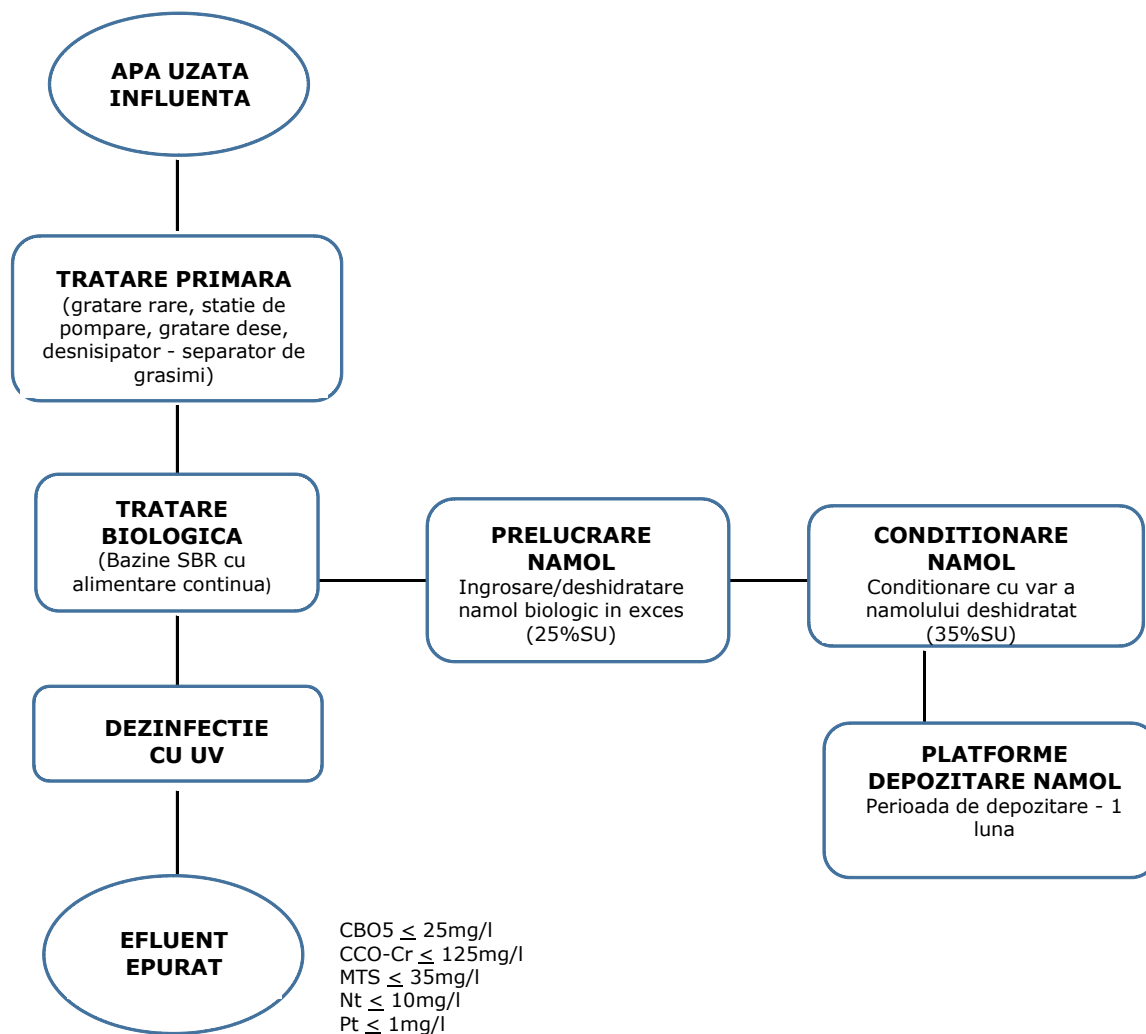 APA UZATA
INFLUENTA
TRATARE PRIMARA
(gratare rare, statie de
pompare, gratare dese,
desnisipator - separator de
grasimi)
TRATARE
BIOLOGICA
(Bazine SBR cu
alimentare continua)
PRELUCRARE
NAMOL
Ingrosare/deshidratare
namol biologic in exces
(25%SU)
CONDITIONARE
NAMOL
Conditionare cu var a
namolului deshidratat
(35%SU)
DEZINFECTIE
CU UV
PLATFORME
DEPOZITARE NAMOL
Perioada de depozitare - 1
luna
EFLUENT
EPURAT
CBO5 ≤ 25mg/l
CCO-Cr ≤ 125mg/l
MTS ≤ 35mg/l
Nt ≤ 10mg/l
Pt ≤ 1mg/l